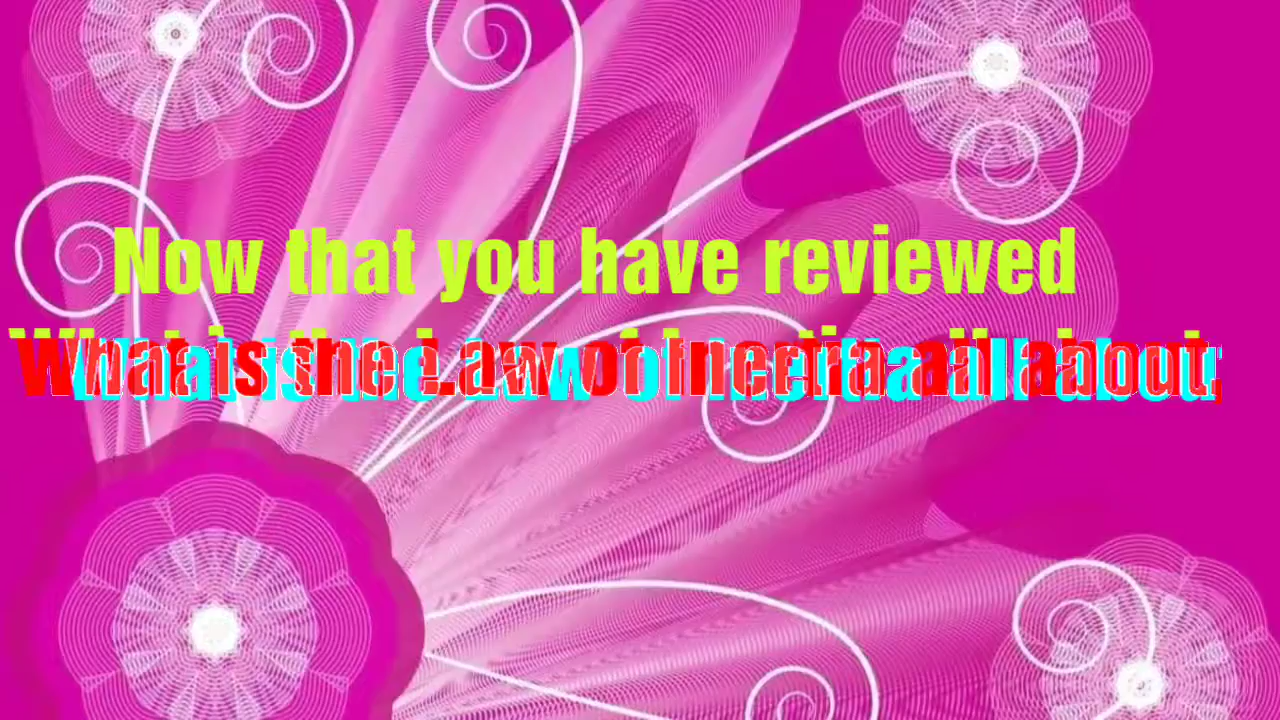 Now that you have reviewed
What is the Law of Inertia all about